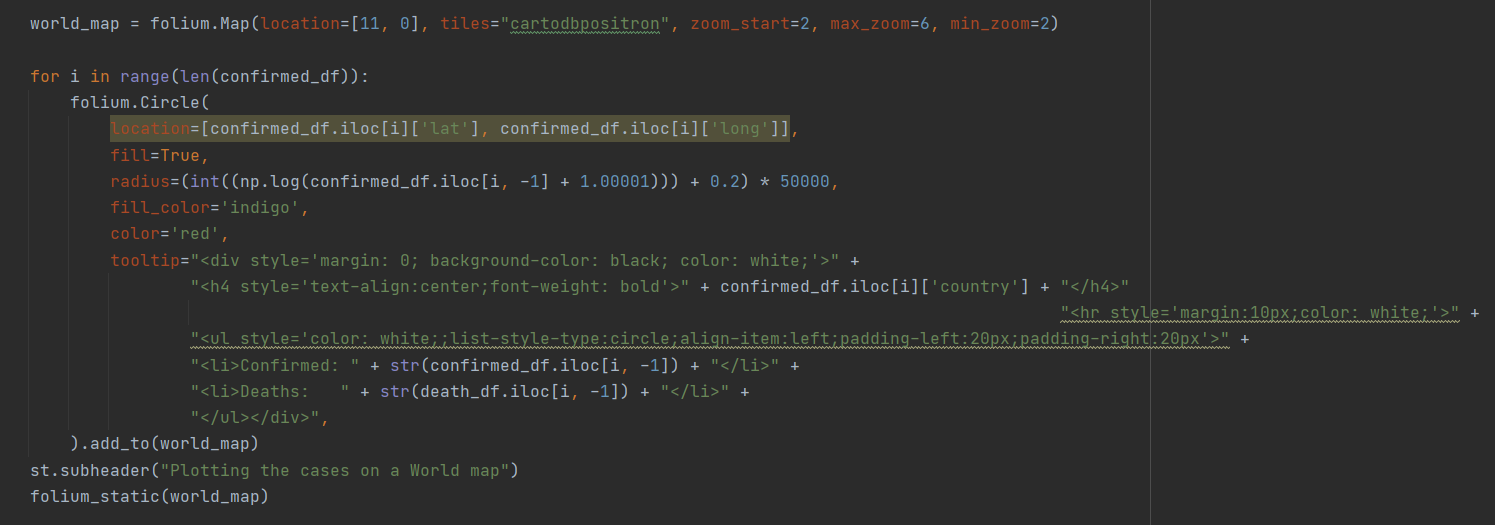 world_map = folium.Map(location=[11, 0], tiles="cartodbpositron", zoom_start=2, max_zoom=6, min_zoom=2)
for i in range(len(confirmed_df)):
folium.Circle(
location=[confirmed_df.iloc[i]['lat'], confirmed_df.iloc[i]['long']],
fill=True,
radius=(int((np.log(confirmed_df.iloc[i, -1] + 1.00001))) + 0.2) * 50000,
fill_color='indigo',
color='red',
tooltip="<div style='margin: 0; background-color: black; color: white;'>" +
"<h4 style='text-align:center;font-weight: bold'>" + confirmed_df.iloc[i]['country'] + "</h4>"
"<hr style='margin:10px;color: white;'>" +
"<ul style='color: white;;list-style-type:circle;align-item:left;padding-left:20px;padding-right:20px'>" +
"<li>Confirmed: " + str(confirmed_df.iloc[i, -1]) + "</li>" +
"<li>Deaths:   " + str(death_df.iloc[i, -1]) + "</li>" +
"</ul></div>",
).add_to(world_map)
st.subheader("Plotting the cases on a World map")
folium_static(world_map)